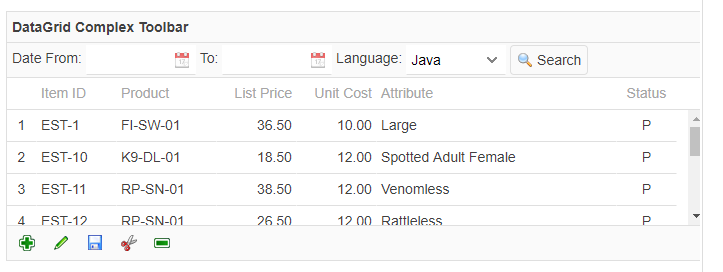 DataGrid Complex Toolbar
Date From: To: Language: Java Search
Item ID Product List Price Unit Cost Attribute Status
1 EST-1 FI-SW-01 36.50 10.00 Large P
2 EST-10 K9-DL-01 18.50 12.00 Spotted Adult Female P
3 EST-11 RP-SN-01 38.50 12.00 Venomless P
4 EST-12 RP-SN-01 26.50 12.00 Rattleless P